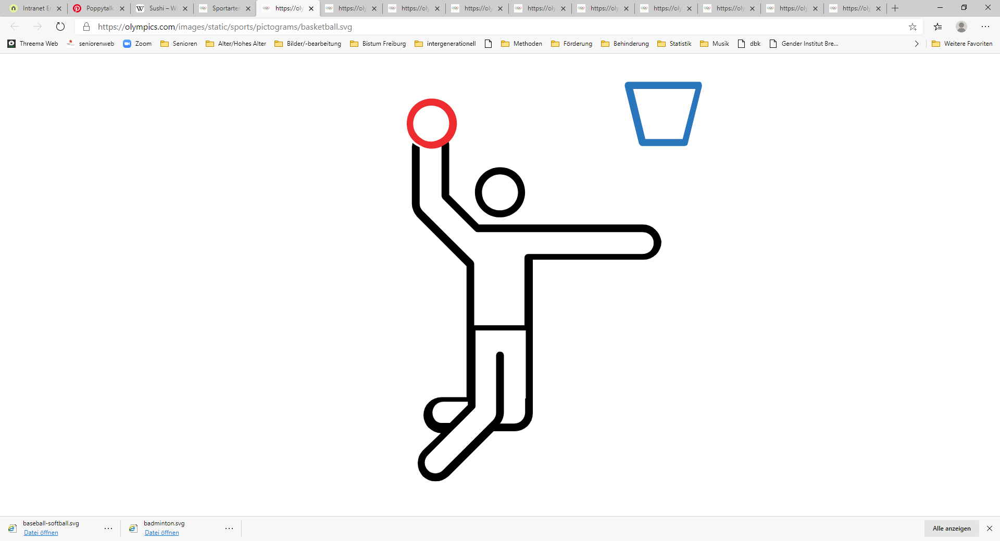 Intranet E
Poppytalk
Sushi – Wi
Sportarten
https://oly
https://oly
https://oly
https://oly
https://oly
https://oly
https://oly
https://oly
https://oly
https://oly
https://olympics.com/images/static/sports/pictograms/basketball.svg
Threema Web
seniorenweb
Zoom
Senioren
Alter/Hohes Alter
Bilder/-bearbeitung
Bistum Freiburg
intergenerationell
Methoden
Förderung
Behinderung
Statistik
Musik
dbk
Gender Institut Bre...
Weitere Favoriten
baseball-softball.svg
Datei öffnen
badminton.svg
Datei öffnen
Alle anzeigen